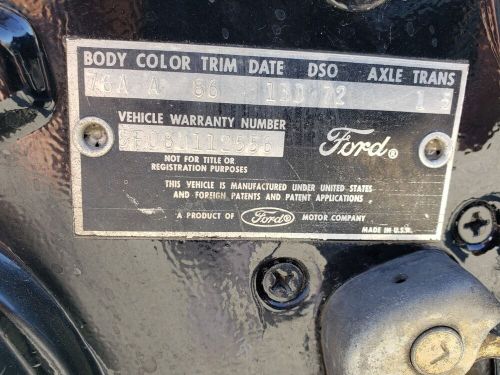 BODY COLOR TRIM DATE DSO AXLE TRANS
76A A 86 11D 72 1 5
VEHICLE WARRANTY NUMBER
Ford®
NOT FOR TITLE OR
REGISTRATION PURPOSES
THIS VEHICLE IS MANUFACTURED UNDER UNITED STATES
AND FOREIGN PATENTS AND PATENT APPLICATIONS
A PRODUCT OF Ford® MOTOR COMPANY
MADE IN U.S.A.